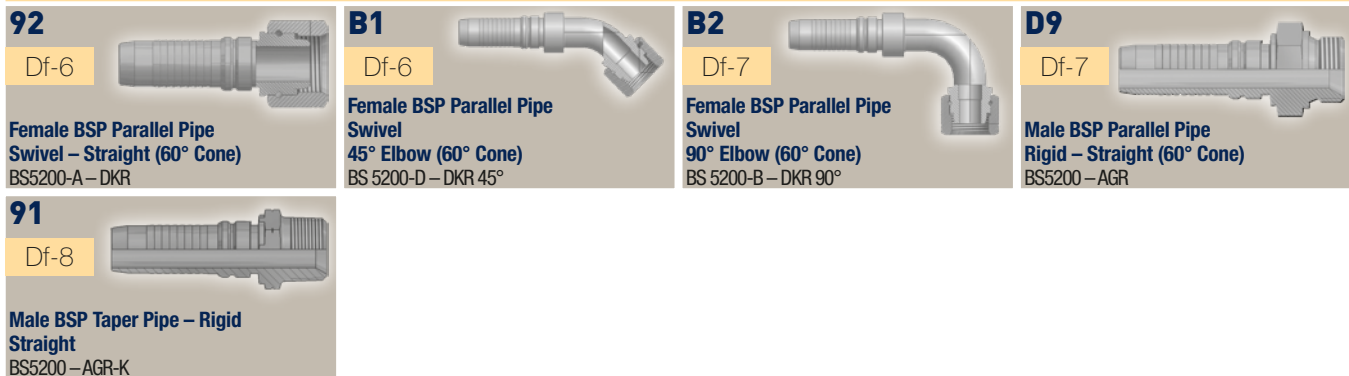 92
Df-6
Female BSP Parallel Pipe
Swivel – Straight (60° Cone)
BS5200-A – DKR
B1
Df-6
Female BSP Parallel Pipe
Swivel
45° Elbow (60° Cone)
BS 5200-D – DKR 45°
B2
Df-7
Female BSP Parallel Pipe
Swivel
90° Elbow (60° Cone)
BS 5200-B – DKR 90°
D9
Df-7
Male BSP Parallel Pipe
Rigid – Straight (60° Cone)
BS5200 – AGR
91
Df-8
Male BSP Taper Pipe – Rigid
Straight
BS5200 – AGR-K